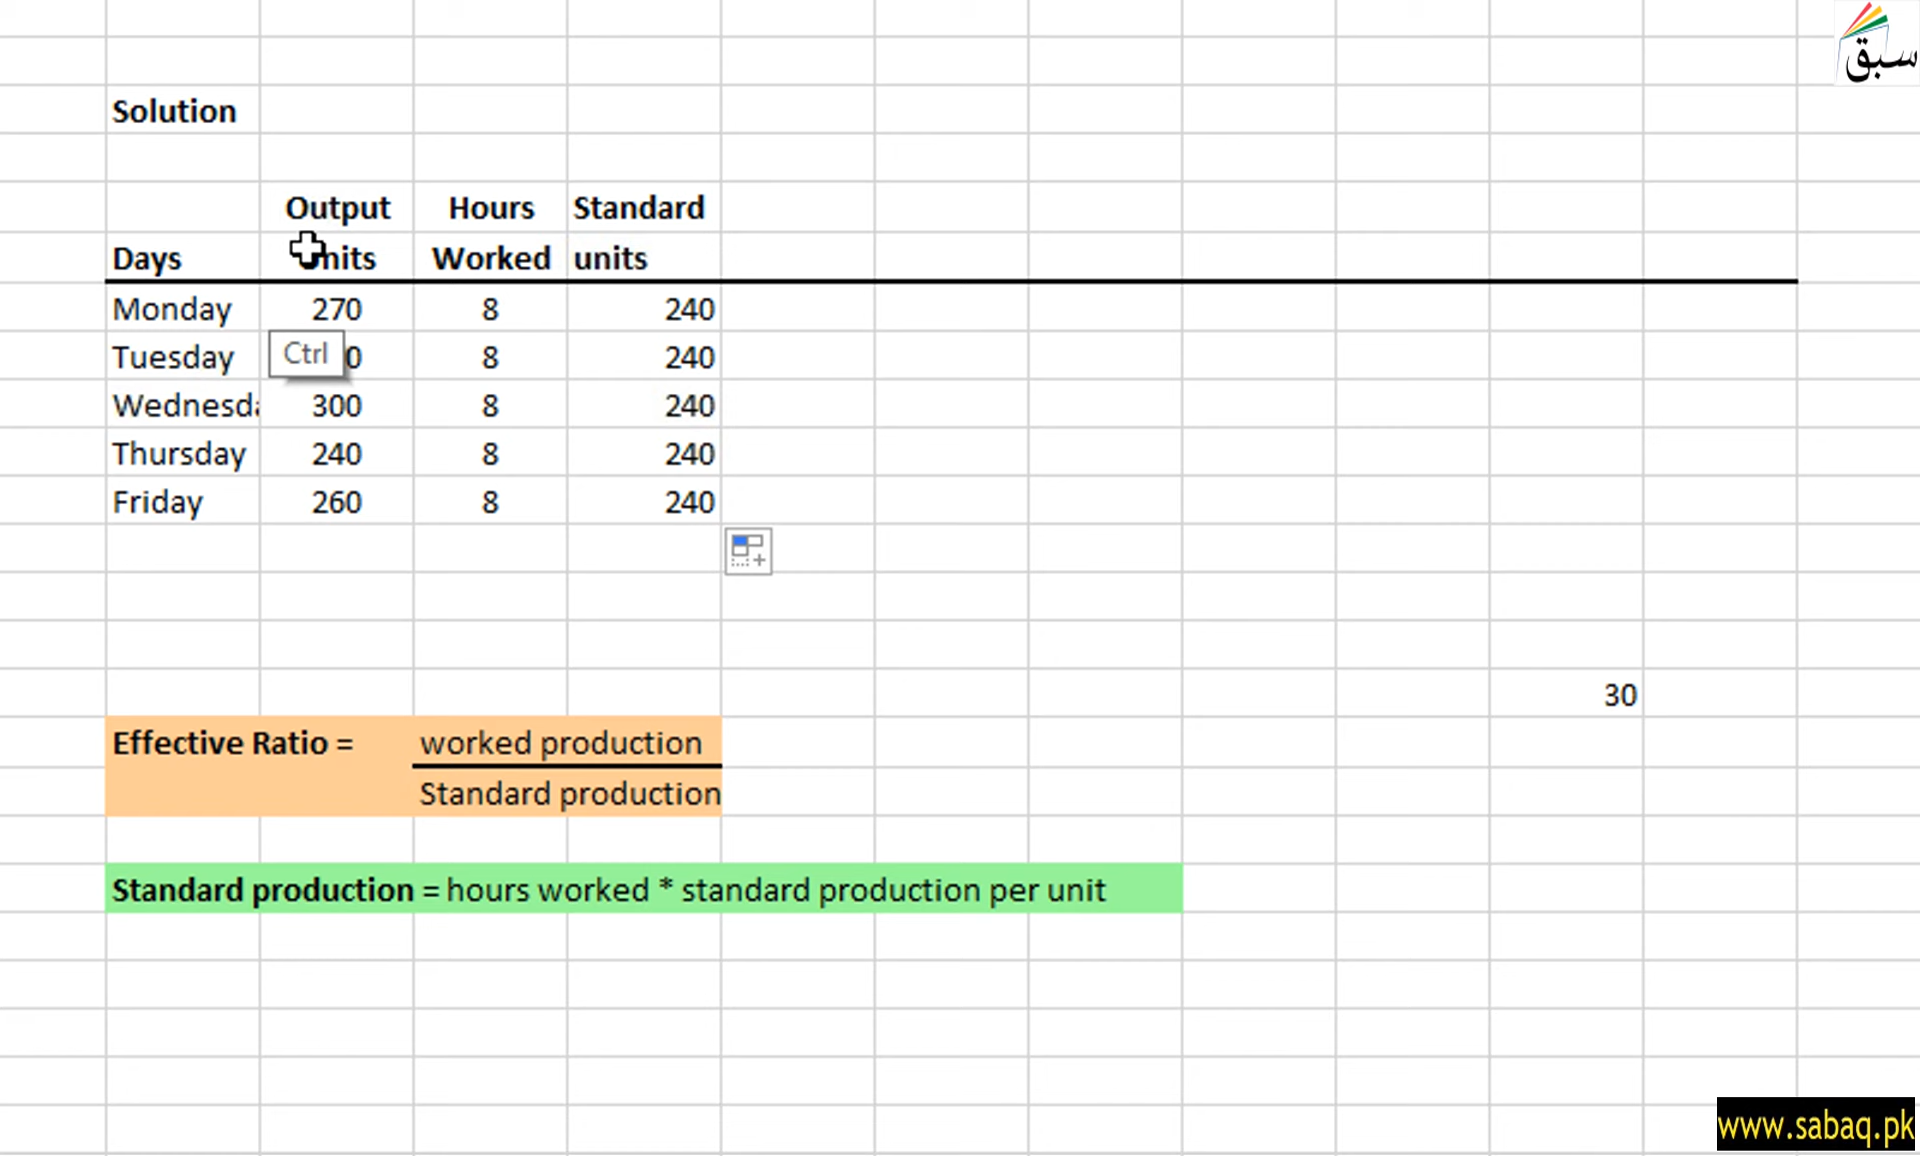 سبق
Solution
Output Hours Standard
Days Worked units
Monday 270 8 240
Tuesday 8 240
Ctrl
Wednesd 300 8 240
Thursday 240 8 240
Friday 260 8 240
30
Effective Ratio = worked production
Standard production
Standard production = hours worked * standard production per unit
www.sabaq.pk